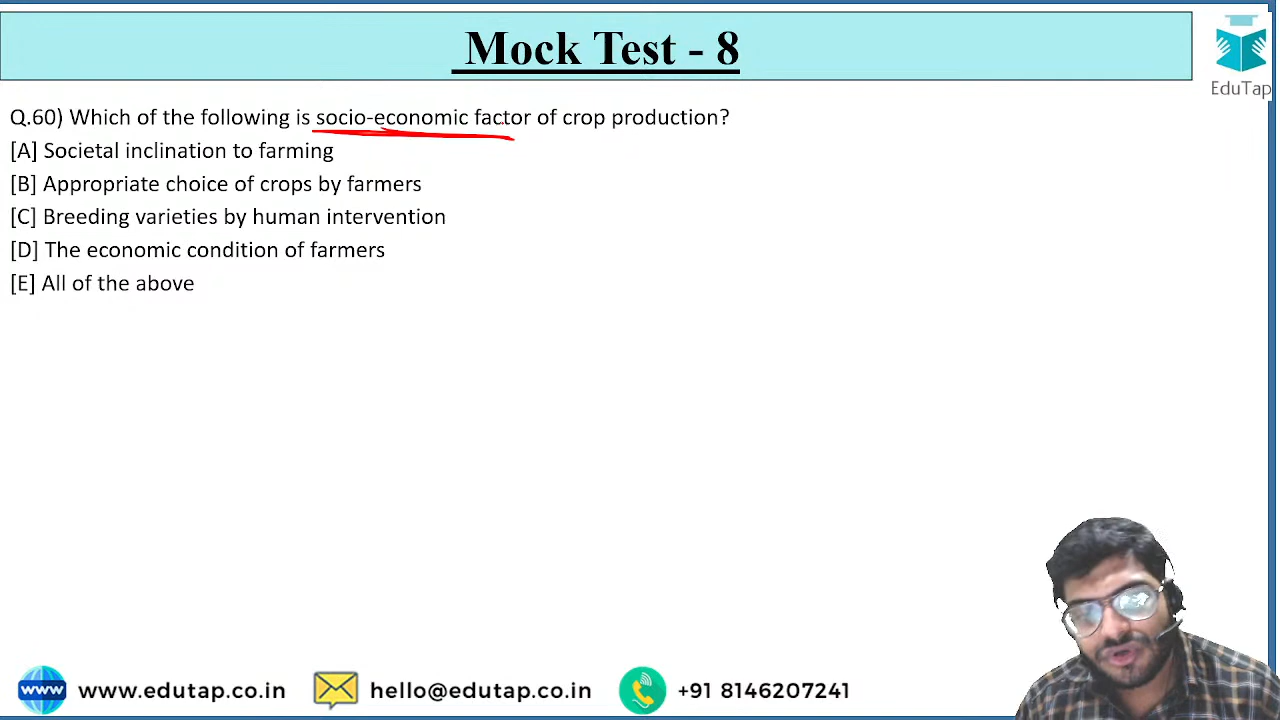 Mock Test - 8
EduTap
Q.60) Which of the following is socio-economic factor of crop production?
[A] Societal inclination to farming
[B] Appropriate choice of crops by farmers
[C] Breeding varieties by human intervention
[D] The economic condition of farmers
[E] All of the above
www www.edutap.co.in hello@edutap.co.in +91 8146207241